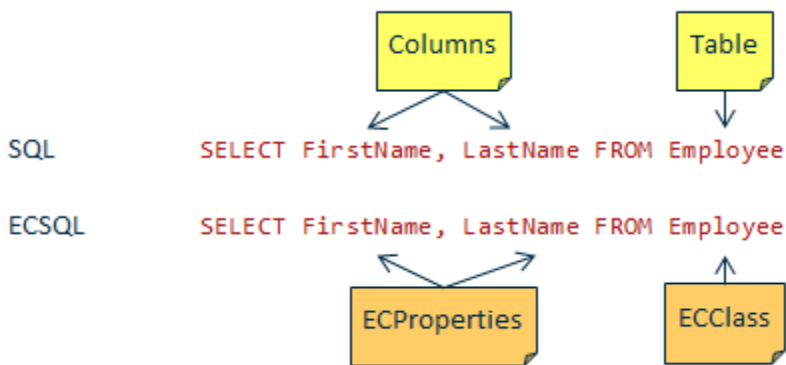 Columns Table
SQL SELECT FirstName, LastName FROM Employee
ECSQL SELECT FirstName, LastName FROM Employee
ECProperties ECClass